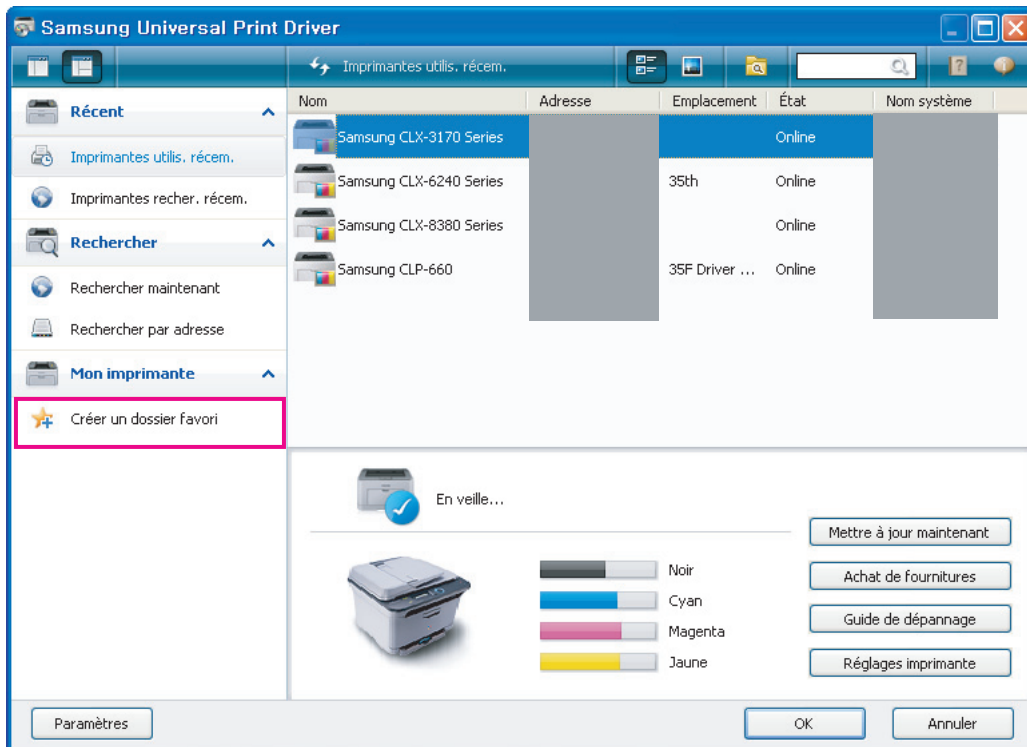 Samsung Universal Print Driver
Imprimantes utilis. récem.
Récent
Imprimantes utilis. récem.
Imprimantes recher. récem.
Rechercher
Rechercher maintenant
Rechercher par adresse
Mon imprimante
Créer un dossier favori
Nom Adresse Emplacement État Nom système
Samsung CLX-3170 Series Online
Samsung CLX-6240 Series 35th Online
Samsung CLX-8380 Series Online
Samsung CLP-660 35F Driver ... Online
En veille...
Noir
Cyan
Magenta
Jaune
Mettre à jour maintenant
Achat de fournitures
Guide de dépannage
Réglages imprimante
Paramètres
OK
Annuler